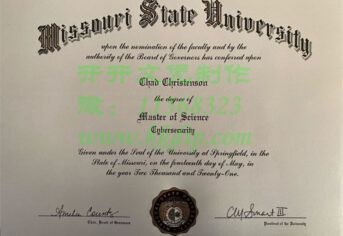 Missouri State University
upon the nomination of the faculty and by the
authority of the Board of Governors has conferred upon
Chad Christenson
the degree of
Master of Science
Cybersecurity
Given under the Seal of the University at Springfield, in the
State of Missouri, on the fourteenth day of May, in
the year Two Thousand and Twenty-One.
Chair, Board of Governors
President of the University